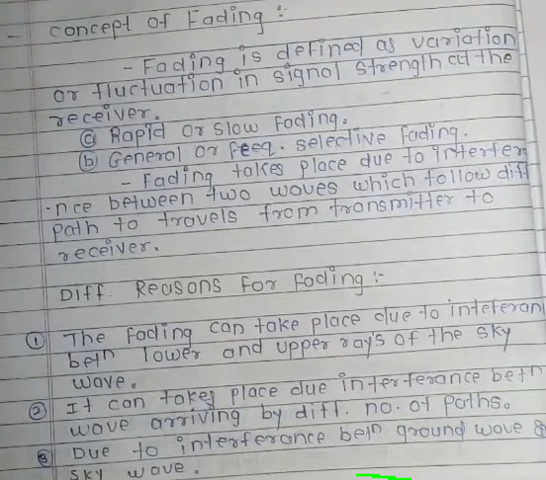 - Concept of Fading :-
- Fading is defined as variation
or fluctuation in signal strength at the
receiver.
(a) Rapid or slow fading.
(b) General or Freq. selective fading.
- Fading takes place due to interfer
-nce between two waves which follow diff
path to travels from transmitter to
receiver.
Diff Reasons for fading :-
(1) The fading can take place due to inteferan
betn lower and upper ray's of the sky
wave.
(2) It can takes place due interferance betn
wave arriving by diff. no. of paths.
(3) Due to interferance betn ground wave &
sky wave.